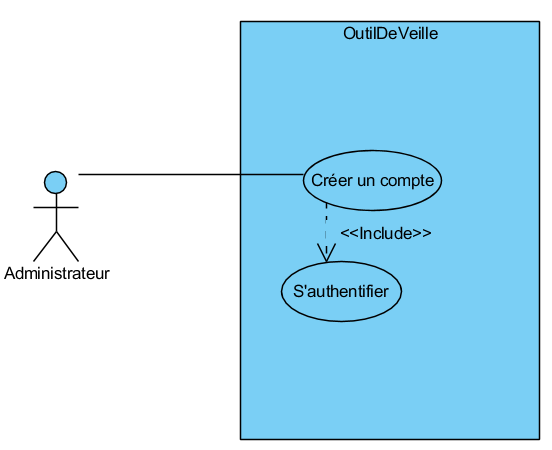 OutilDeVeille
Créer un compte
<<Include>>
Administrateur
S'authentifier